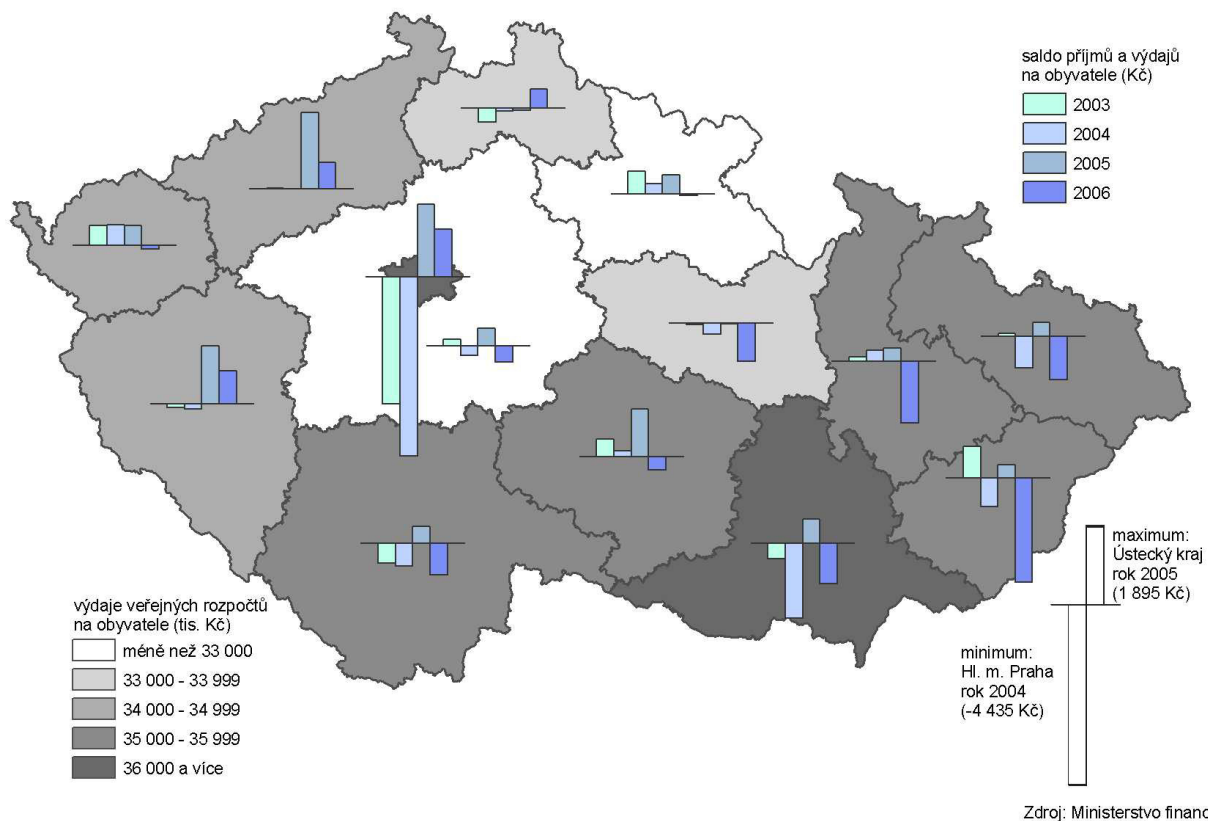 saldo příjmů a výdajů
na obyvatele (Kč)
2003
2004
2005
2006
výdaje veřejných rozpočtů
na obyvatele (tis. Kč)
méně než 33 000
33 000 - 33 999
34 000 - 34 999
35 000 - 35 999
36 000 a více
maximum:
Ústecký kraj
rok 2005
(1 895 Kč)
minimum:
Hl. m. Praha
rok 2004
(-4 435 Kč)
Zdroj: Ministerstvo financ